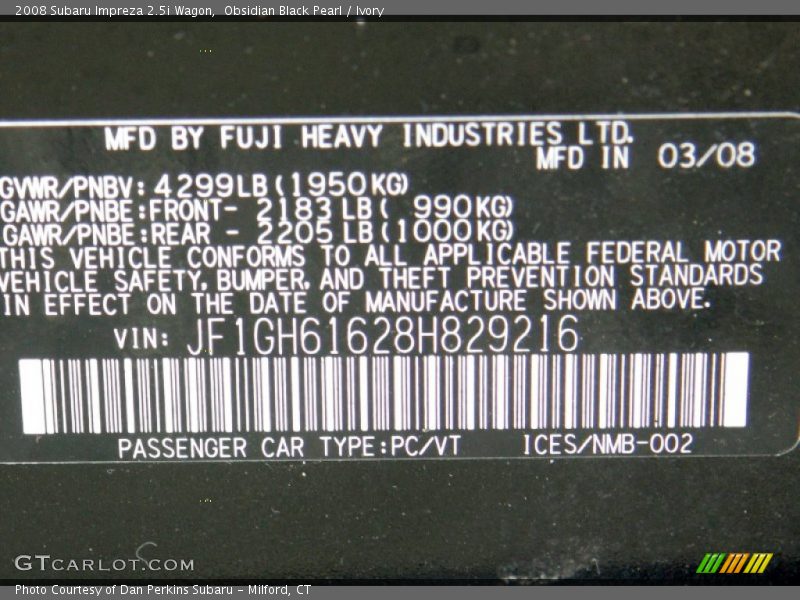 2008 Subaru Impreza 2.5i Wagon,  Obsidian Black Pearl / Ivory
MFD BY FUJI HEAVY INDUSTRIES LTD.
MFD IN 03/08
GVWR/PNBV: 4299LB(1950KG)
GAWR/PNBE:FRONT- 2183LB( 990KG)
GAWR/PNBE:REAR - 2205LB(1000KG)
THIS VEHICLE CONFORMS TO ALL APPLICABLE FEDERAL MOTOR
VEHICLE SAFETY, BUMPER, AND THEFT PREVENTION STANDARDS
IN EFFECT ON THE DATE OF MANUFACTURE SHOWN ABOVE.
VIN: JF1GH61628H829216
PASSENGER CAR TYPE:PC/VT ICES/NMB-002
GTCARLOT.COM
Photo Courtesy of Dan Perkins Subaru - Milford, CT